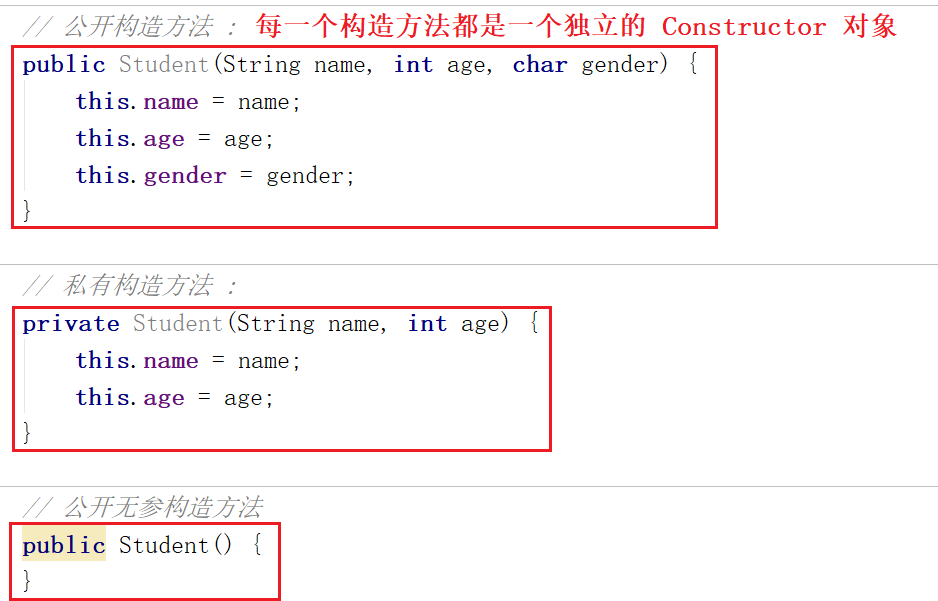 // 公开构造方法 : 每一个构造方法都是一个独立的 Constructor 对象
public Student(String name, int age, char gender) {
this.name = name;
this.age = age;
this.gender = gender;
}
// 私有构造方法 :
private Student(String name, int age) {
this.name = name;
this.age = age;
}
// 公开无参构造方法
public Student() {
}